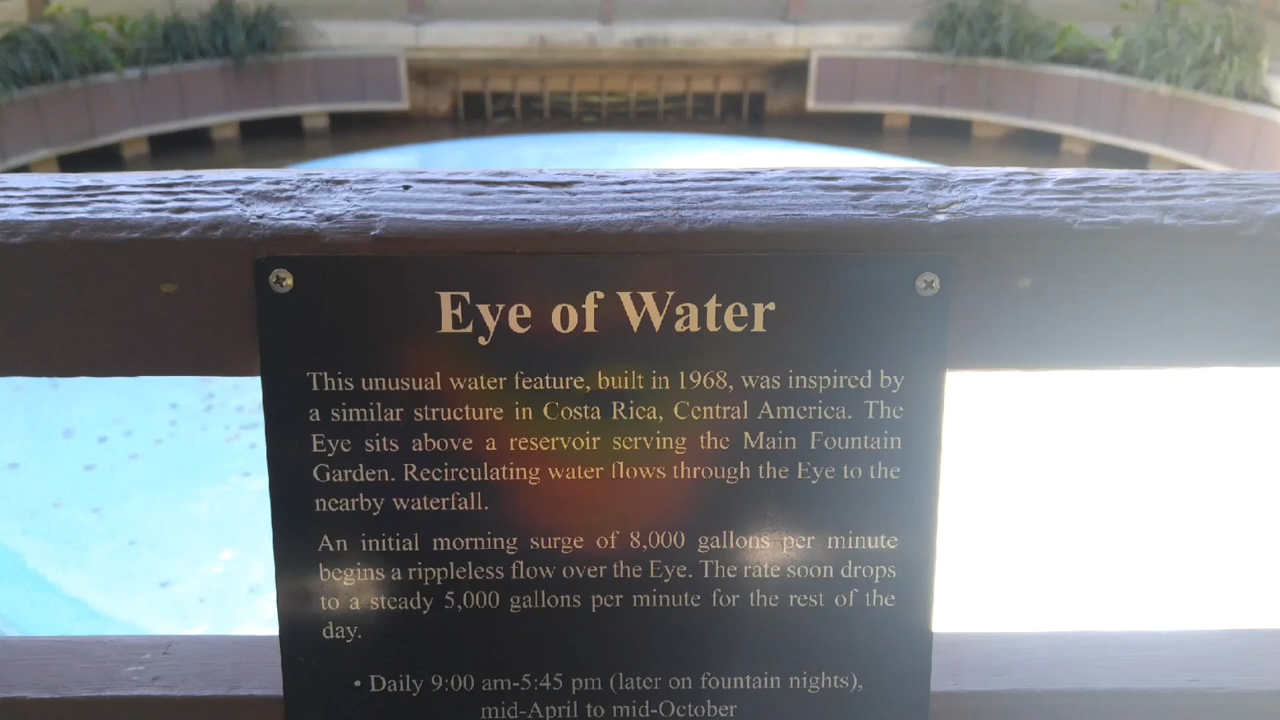 Eye of Water
This unusual water feature, built in 1968, was inspired by
a similar structure in Costa Rica, Central America. The
Eye sits above a reservoir serving the Main Fountain
Garden. Recirculating water flows through the Eye to the
nearby waterfall.
An initial morning surge of 8,000 gallons per minute
begins a rippleless flow over the Eye. The rate soon drops
to a steady 5,000 gallons per minute for the rest of the
day.
• Daily 9:00 am-5:45 pm (later on fountain nights),
mid-April to mid-October